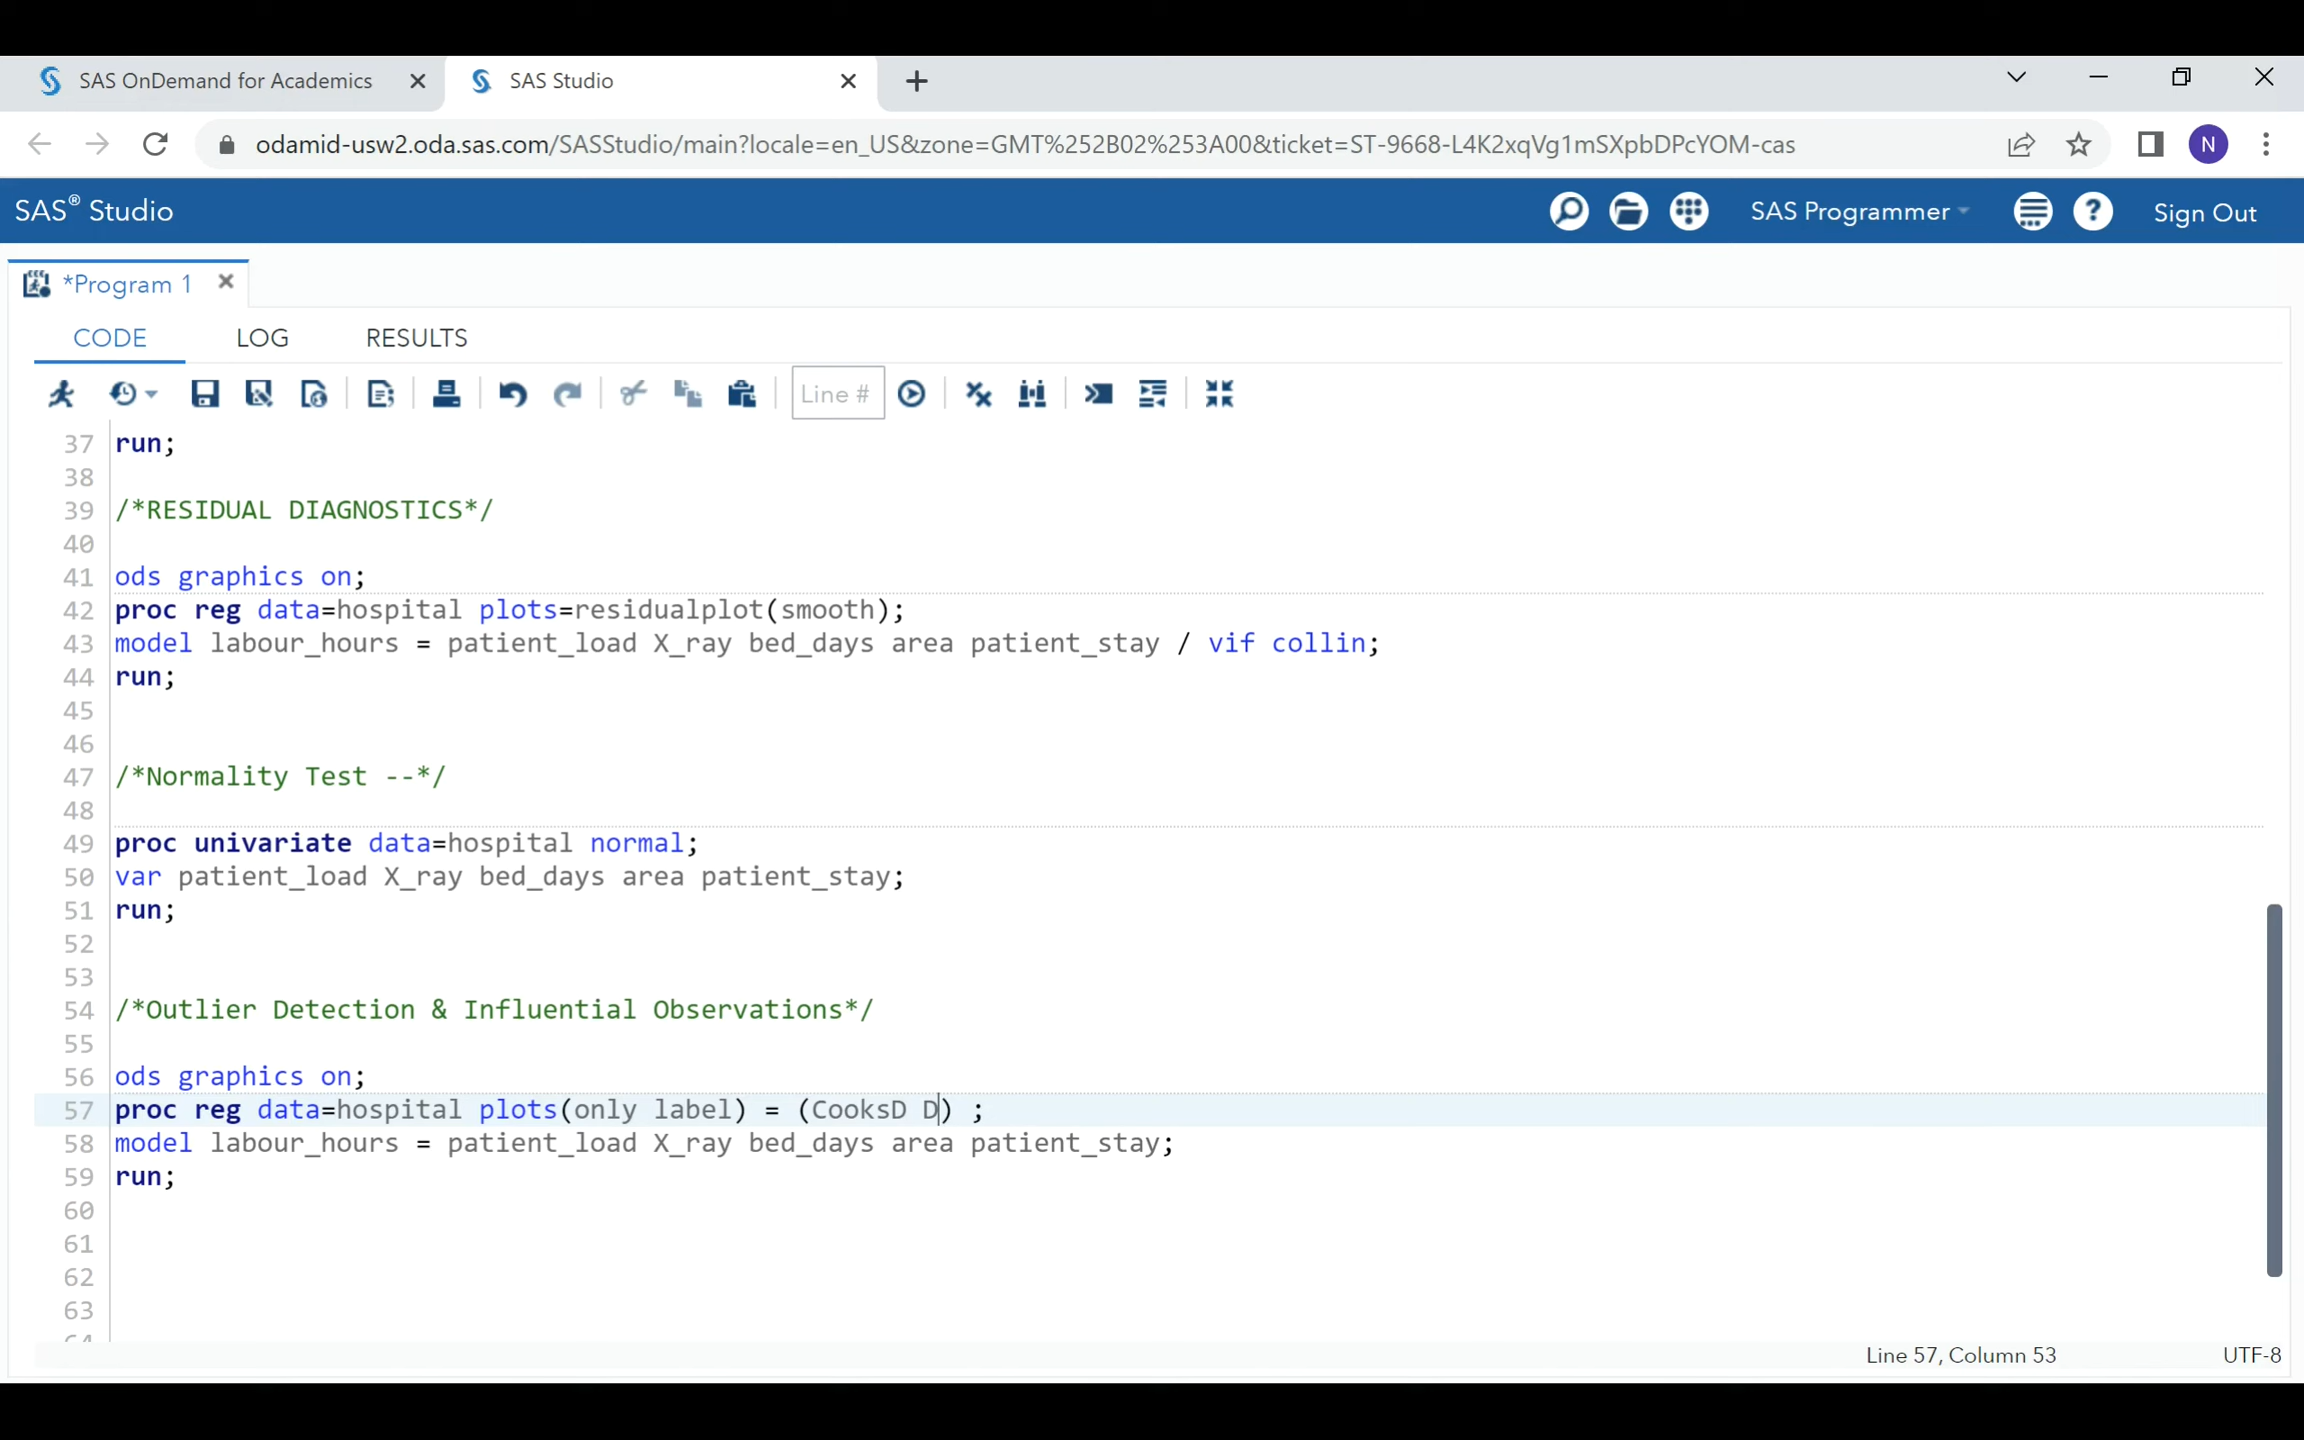 SAS OnDemand for Academics
SAS Studio
odamid-usw2.oda.sas.com/SASStudio/main?locale=en_US&zone=GMT%252B02%253A00&ticket=ST-9668-L4K2xqVg1mSXpbDPcYOM-cas
N
SAS® Studio
SAS Programmer
?
Sign Out
*Program 1
CODE LOG RESULTS
Line #
37 run;
38
39 /*RESIDUAL DIAGNOSTICS*/
40
41 ods graphics on;
42 proc reg data=hospital plots=residualplot(smooth);
43 model labour_hours = patient_load X_ray bed_days area patient_stay / vif collin;
44 run;
45
46
47 /*Normality Test --*/
48
49 proc univariate data=hospital normal;
50 var patient_load X_ray bed_days area patient_stay;
51 run;
52
53
54 /*Outlier Detection & Influential Observations*/
55
56 ods graphics on;
57 proc reg data=hospital plots(only label) = (CooksD D) ;
58 model labour_hours = patient_load X_ray bed_days area patient_stay;
59 run;
60
61
62
63
64
Line 57, Column 53
UTF-8